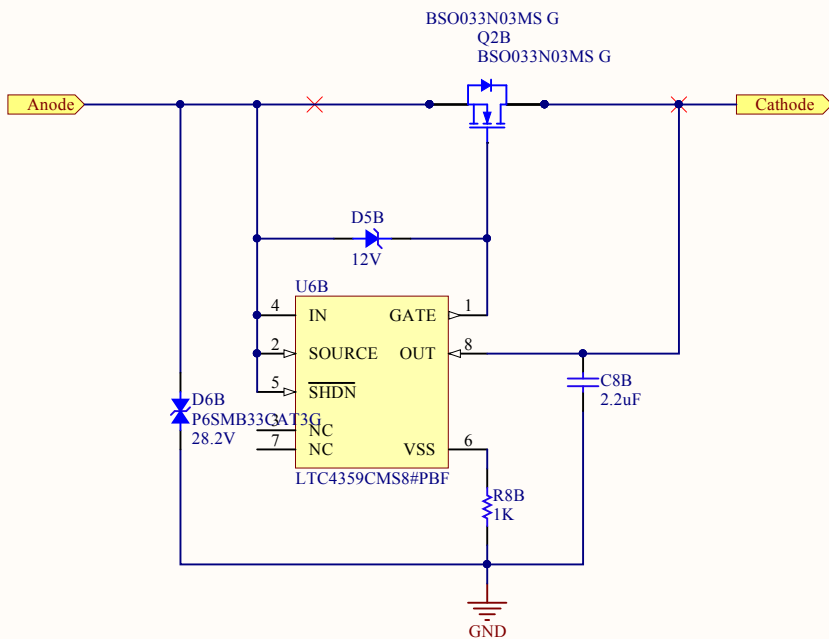 BSO033N03MS G
Q2B
BSO033N03MS G
Anode
Cathode
D5B
12V
U6B
4
IN
GATE
1
2
SOURCE
OUT
8
5
SHDN
3
NC
7
NC
VSS
6
LTC4359CMS8#PBF
D6B
P6SMB33CAT3G
28.2V
C8B
2.2uF
R8B
1K
GND